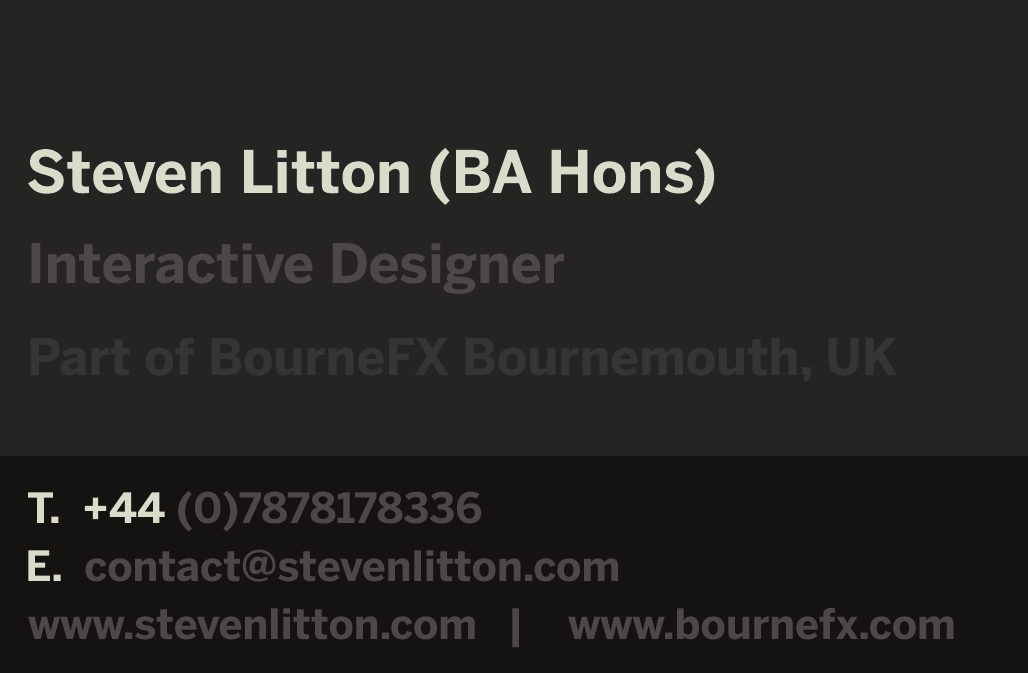 Steven Litton (BA Hons)
Interactive Designer
Part of BourneFX Bournemouth, UK
T. +44 (0)7878178336
E. contact@stevenlitton.com
www.stevenlitton.com | www.bournefx.com